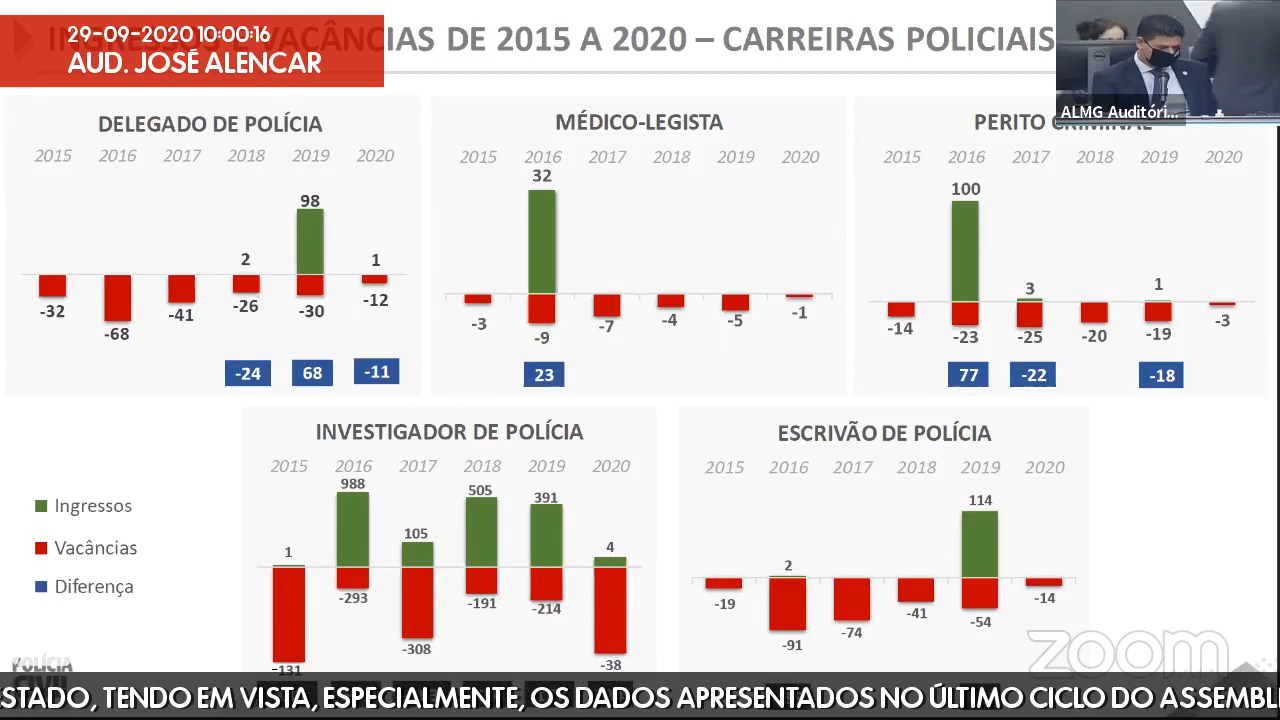 29-09-2020 10:00:16
AUD. JOSÉ ALENCAR
INGRESSOS E VACÂNCIAS DE 2015 A 2020 – CARREIRAS POLICIAIS
ALMG Auditóri...
DELEGADO DE POLÍCIA
2015 2016 2017 2018 2019 2020
98
2 1
-32 -68 -41 -26 -30 -12
-24 68 -11
MÉDICO-LEGISTA
2015 2016 2017 2018 2019 2020
32
-3 -9 -7 -4 -5 -1
23
PERITO CRIMINAL
2015 2016 2017 2018 2019 2020
100
3 1
-14 -23 -25 -20 -19 -3
77 -22 -18
Ingressos
Vacâncias
Diferença
INVESTIGADOR DE POLÍCIA
2015 2016 2017 2018 2019 2020
1 988 105 505 391 4
-131 -293 -308 -191 -214 -38
ESCRIVÃO DE POLÍCIA
2015 2016 2017 2018 2019 2020
2 114
-19 -91 -74 -41 -54 -14
POLÍCIA
CIVIL
zoom
STADO, TENDO EM VISTA, ESPECIALMENTE, OS DADOS APRESENTADOS NO ÚLTIMO CICLO DO ASSEMBL